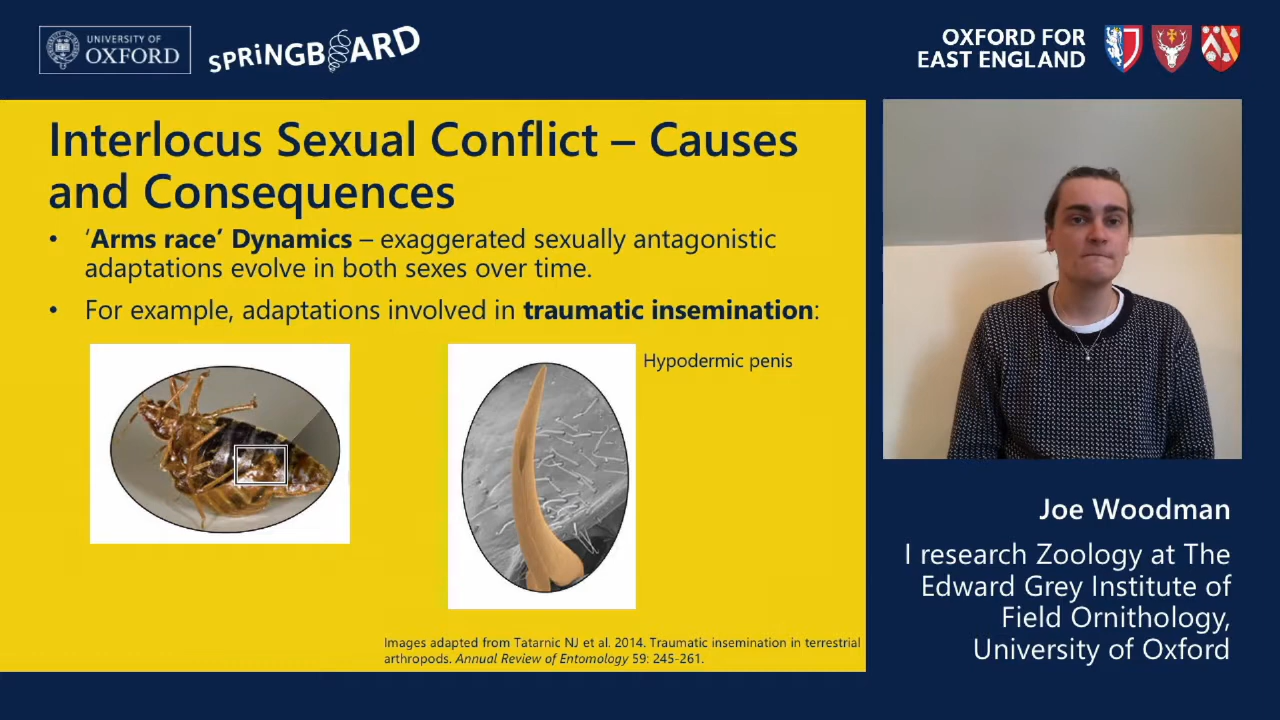 UNIVERSITY OF
OXFORD
SPRiNGBOARD
OXFORD FOR
EAST ENGLAND
Interlocus Sexual Conflict – Causes
and Consequences
• ‘Arms race’ Dynamics – exaggerated sexually antagonistic
adaptations evolve in both sexes over time.
• For example, adaptations involved in traumatic insemination:
Hypodermic penis
Images adapted from Tatarnic NJ et al. 2014. Traumatic insemination in terrestrial
arthropods. Annual Review of Entomology 59: 245-261.
Joe Woodman
I research Zoology at The
Edward Grey Institute of
Field Ornithology,
University of Oxford